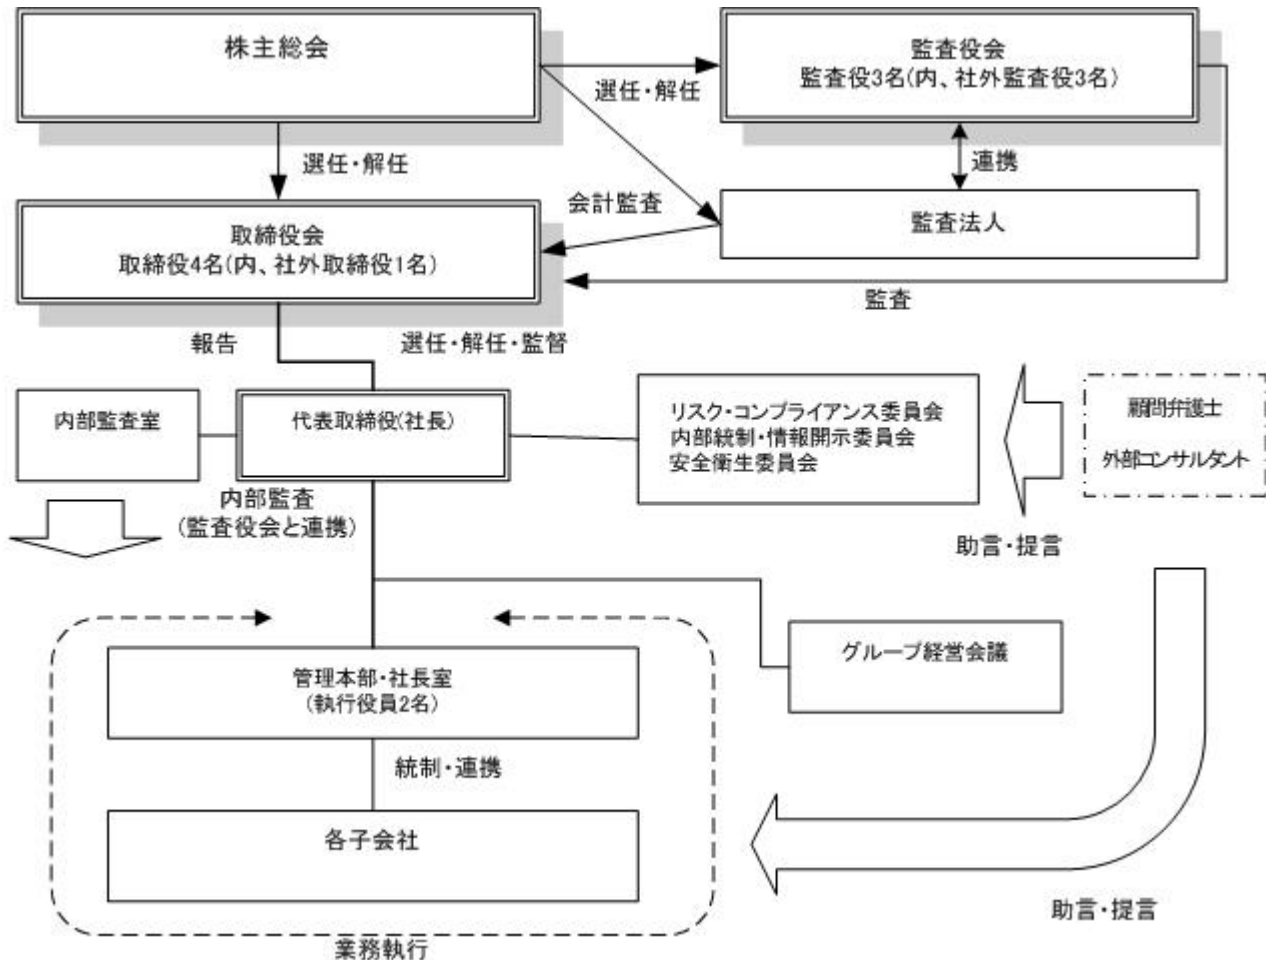 株主総会
監査役会
監査役3名(内、社外監査役3名)
選任・解任
選任・解任
連携
会計監査
監査法人
取締役会
取締役4名(内、社外取締役1名)
監査
報告
選任・解任・監督
内部監査室
代表取締役(社長)
リスク・コンプライアンス委員会
内部統制・情報開示委員会
安全衛生委員会
顧問弁護士
外部コンサルタント
内部監査
(監査役会と連携)
助言・提言
グループ経営会議
管理本部・社長室
(執行役員2名)
統制・連携
各子会社
助言・提言
業務執行